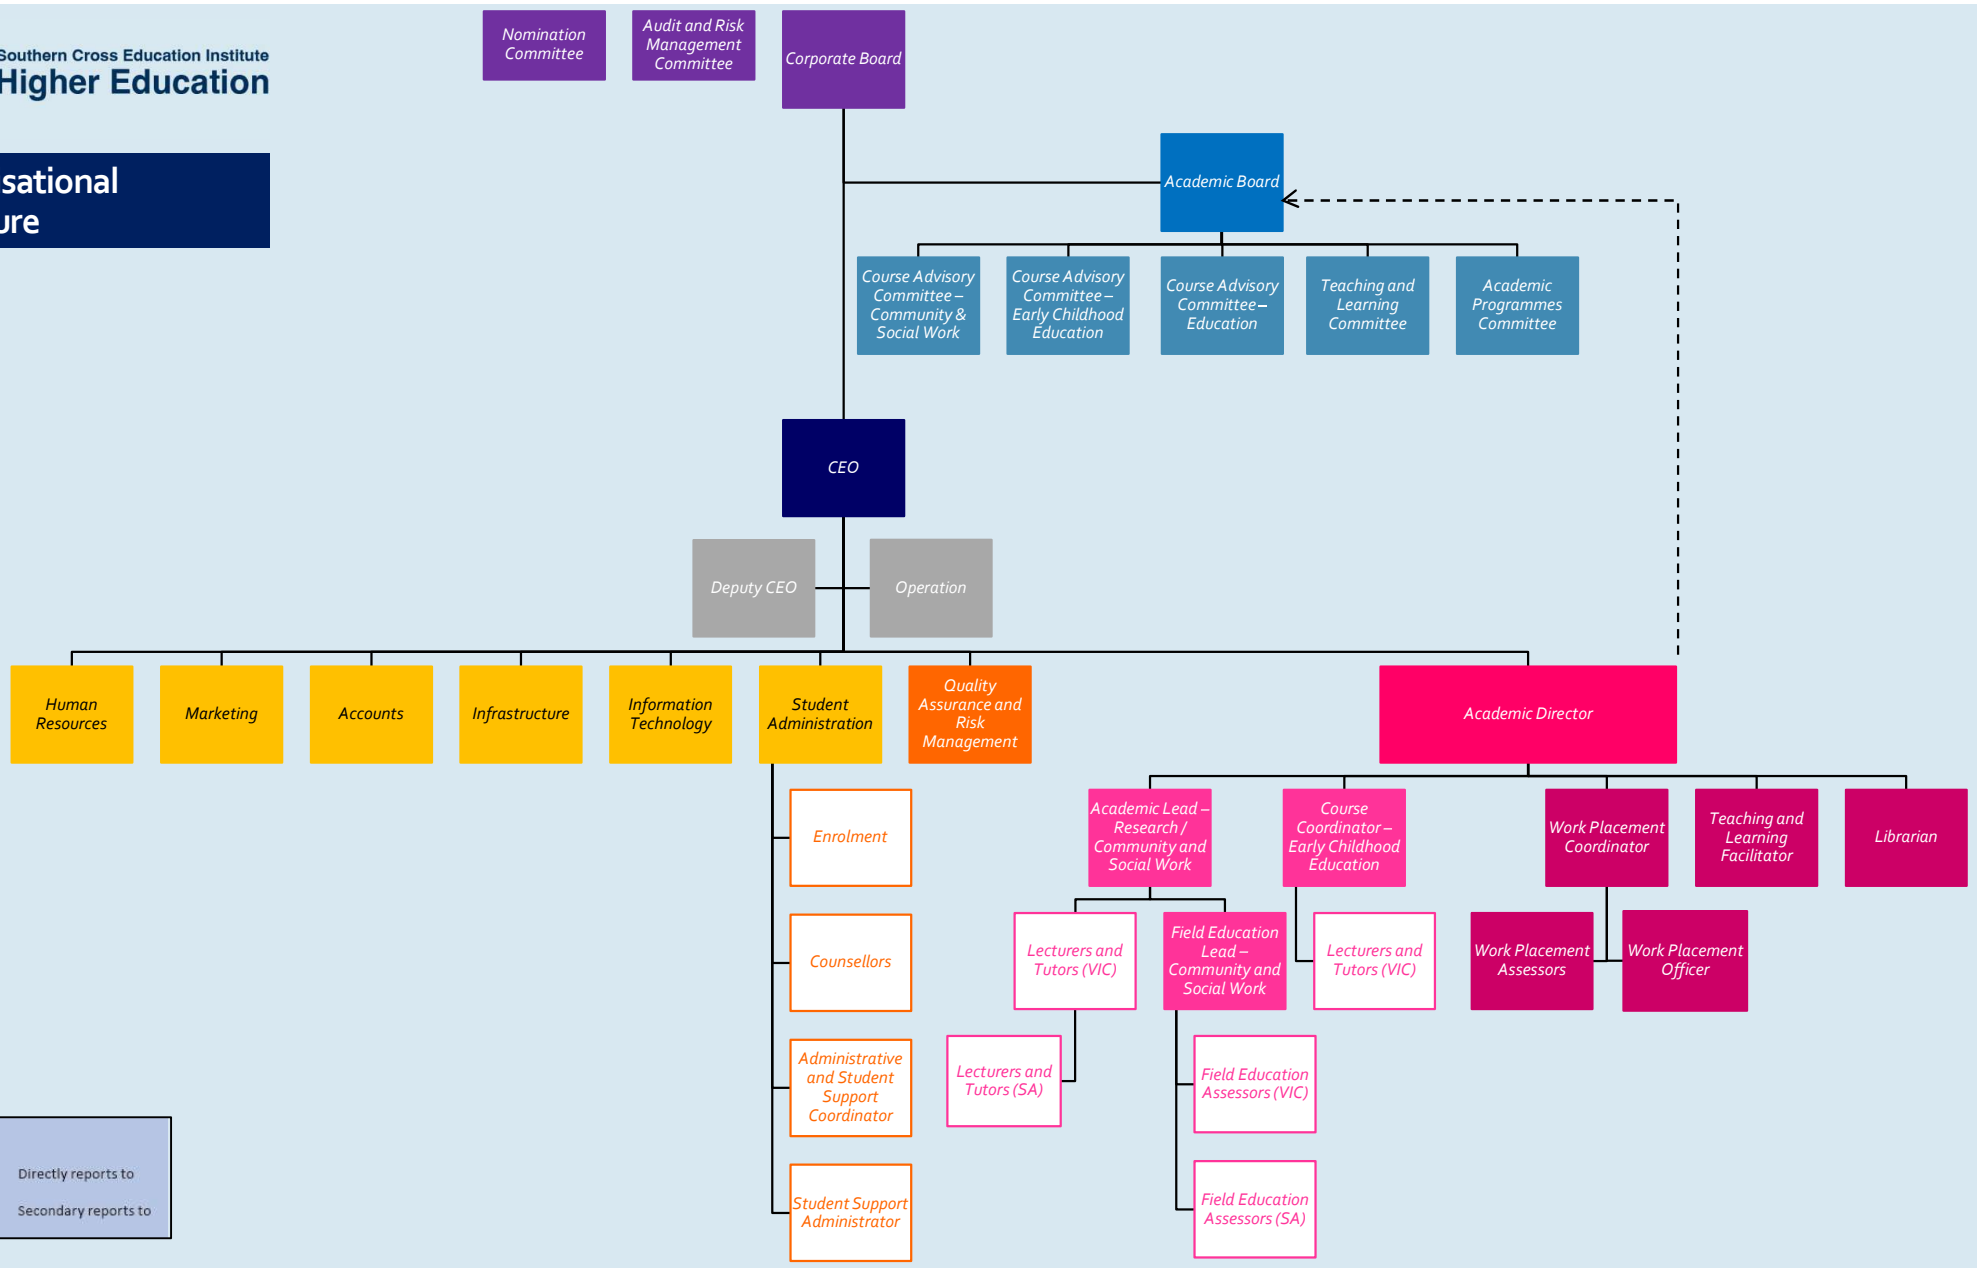 Southern Cross Education Institute
Higher Education
sational
ure
Nomination
Committee
Audit and Risk
Management
Committee
Corporate Board
Academic Board
Course Advisory
Committee –
Community &
Social Work
Course Advisory
Committee –
Early Childhood
Education
Course Advisory
Committee –
Education
Teaching and
Learning
Committee
Academic
Programmes
Committee
CEO
Deputy CEO
Operation
Human
Resources
Marketing
Accounts
Infrastructure
Information
Technology
Student
Administration
Quality
Assurance and
Risk
Management
Academic Director
Enrolment
Counsellors
Administrative
and Student
Support
Coordinator
Student Support
Administrator
Academic Lead –
Research /
Community and
Social Work
Course
Coordinator –
Early Childhood
Education
Work Placement
Coordinator
Teaching and
Learning
Facilitator
Librarian
Lecturers and
Tutors (VIC)
Field Education
Lead –
Community and
Social Work
Lecturers and
Tutors (VIC)
Work Placement
Assessors
Work Placement
Officer
Lecturers and
Tutors (SA)
Field Education
Assessors (VIC)
Field Education
Assessors (SA)
Directly reports to
Secondary reports to